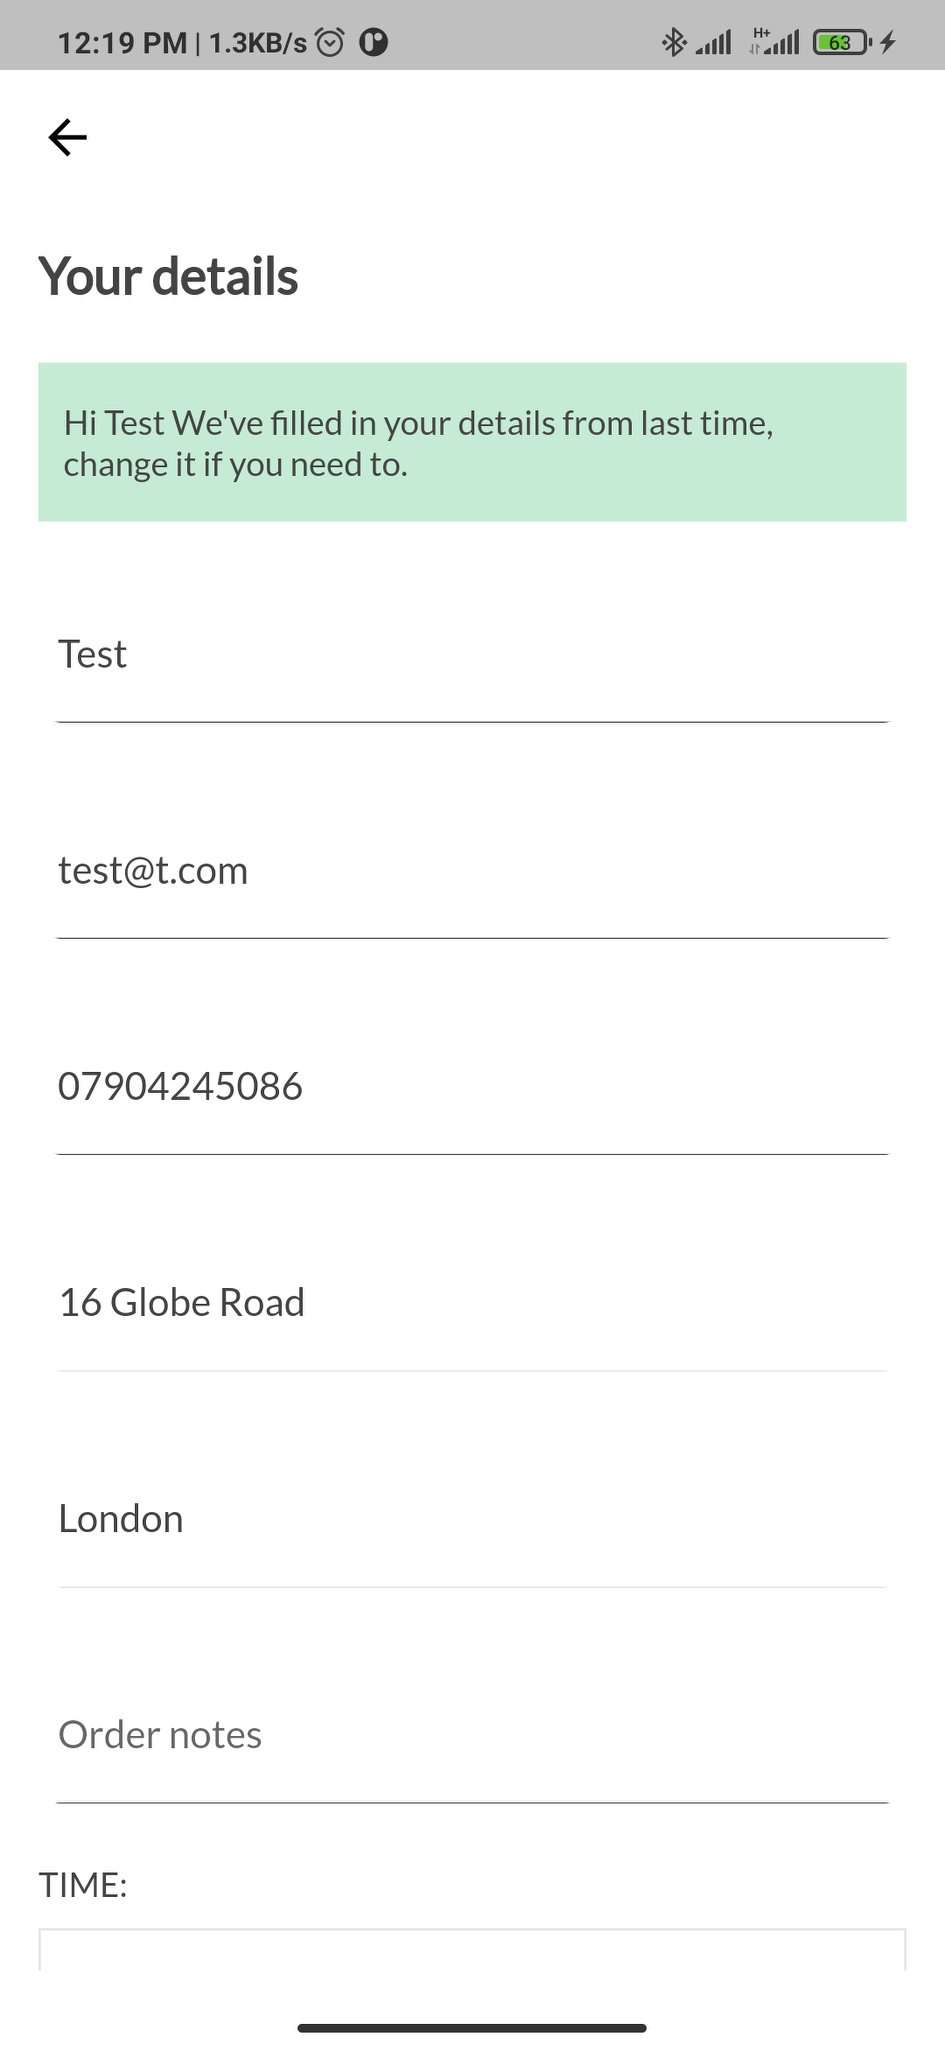 12:19 PM | 1.3KB/s H+ 63
Your details
Hi Test We've filled in your details from last time,
change it if you need to.
Test
test@t.com
07904245086
16 Globe Road
London
Order notes
TIME: